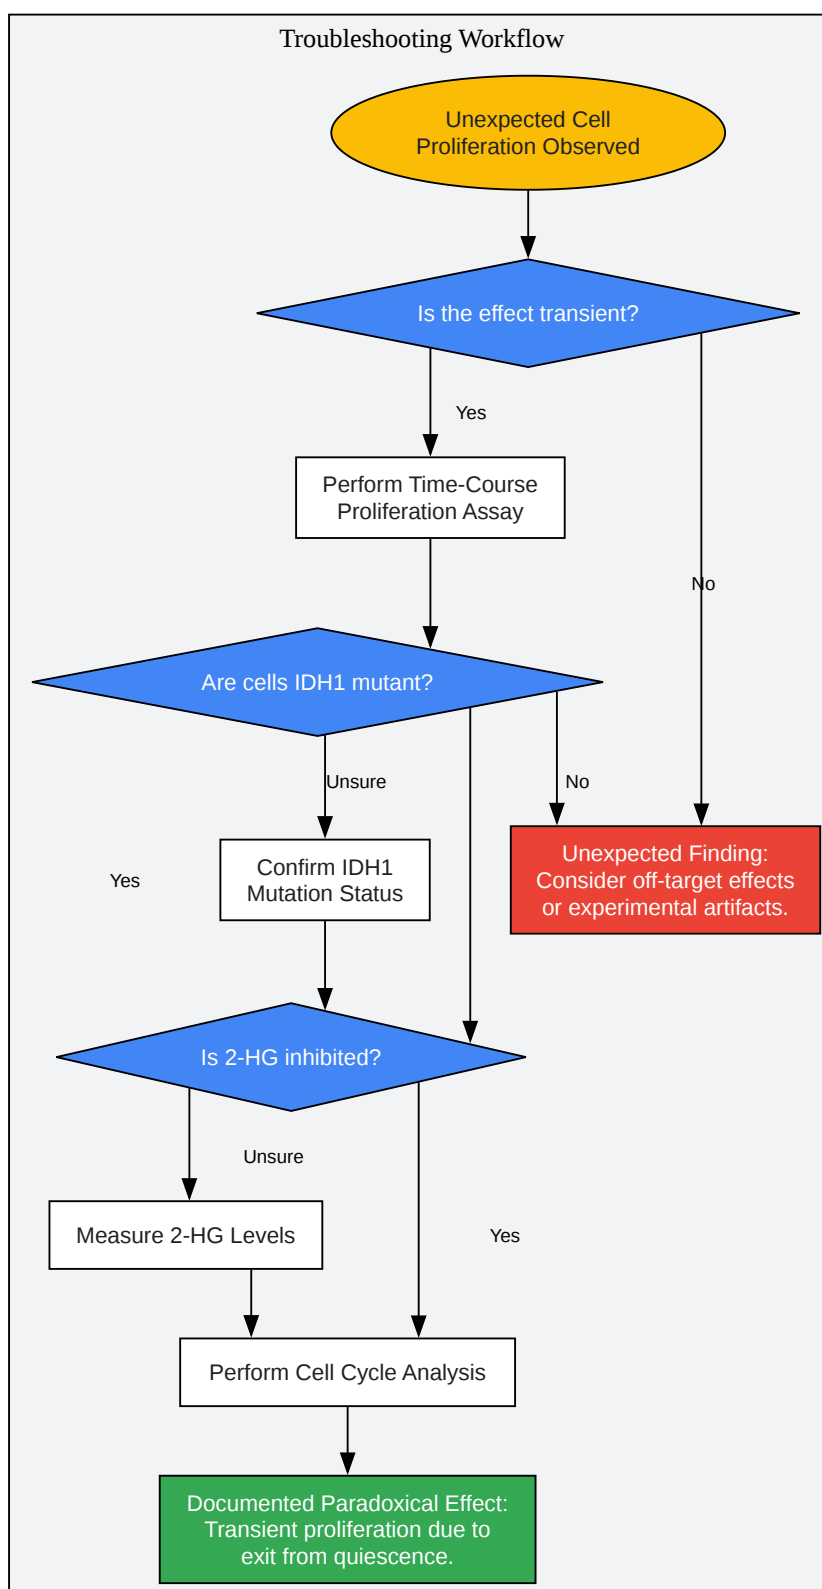 Troubleshooting Workflow
Unexpected Cell
Proliferation Observed
Is the effect transient?
Yes
Perform Time-Course
Proliferation Assay
No
Are cells IDH1 mutant?
Unsure
No
Yes
Confirm IDH1
Mutation Status
Unexpected Finding:
Consider off-target effects
or experimental artifacts.
Is 2-HG inhibited?
Unsure
Measure 2-HG Levels
Yes
Perform Cell Cycle Analysis
Documented Paradoxical Effect:
Transient proliferation due to
exit from quiescence.